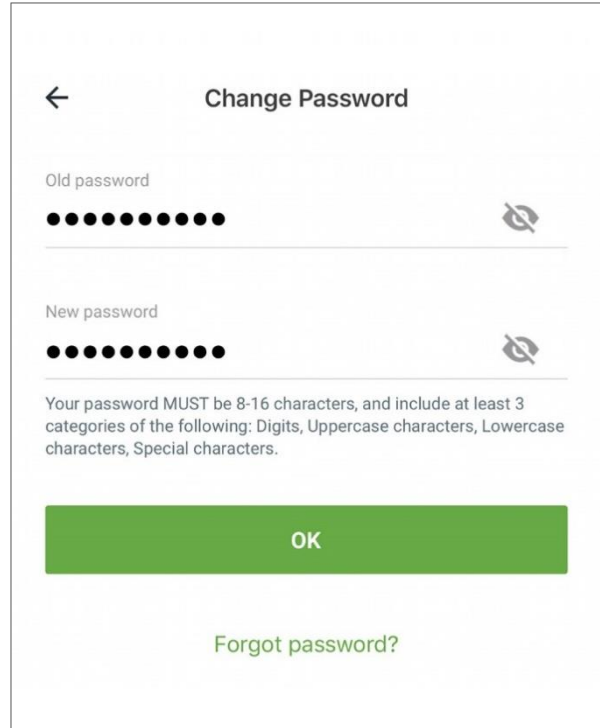 Change Password
Old password
••••••••••
New password
••••••••••
Your password MUST be 8-16 characters, and include at least 3
categories of the following: Digits, Uppercase characters, Lowercase
characters, Special characters.
OK
Forgot password?